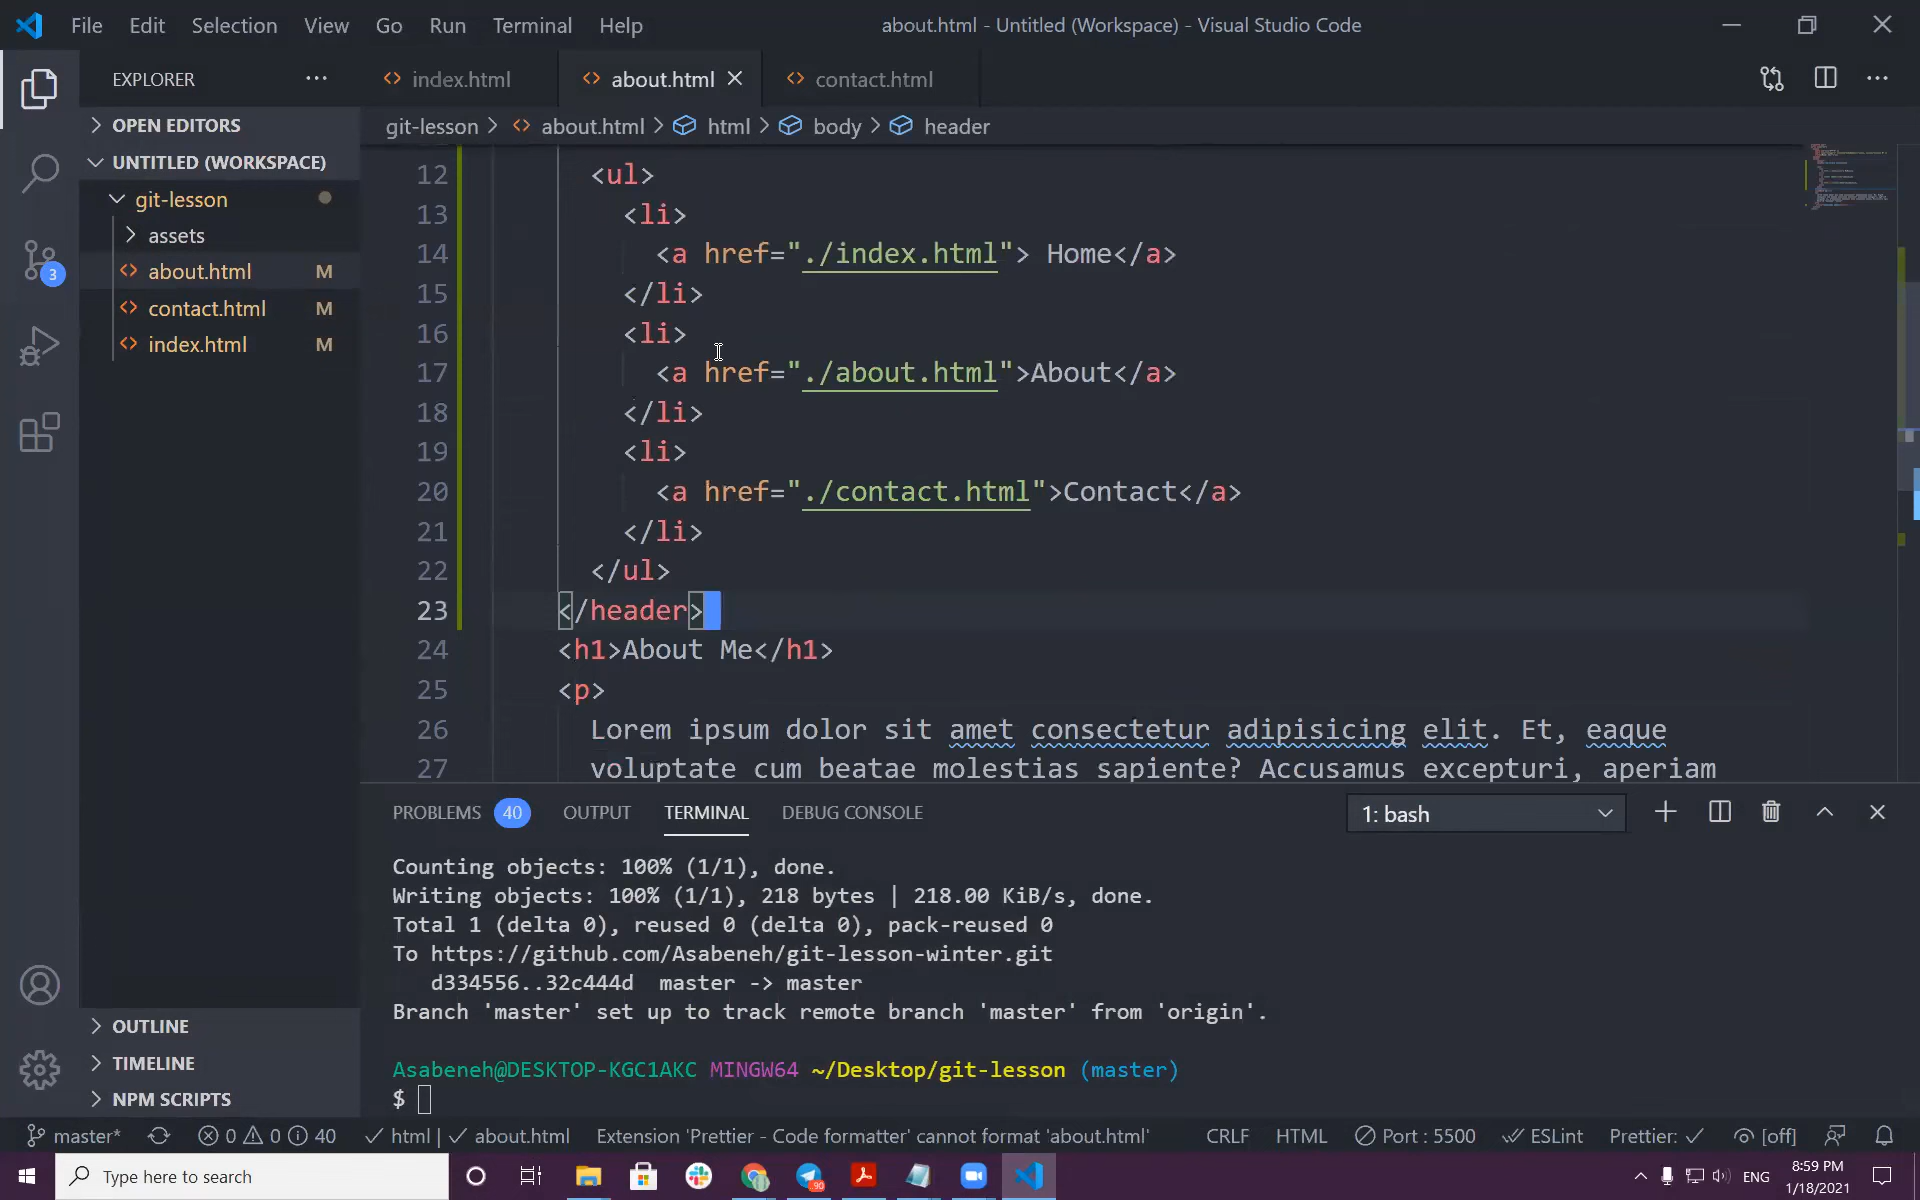 File Edit Selection View Go Run Terminal Help
about.html - Untitled (Workspace) - Visual Studio Code
EXPLORER
index.html
about.html
contact.html
OPEN EDITORS
git-lesson > about.html > html > body > header
UNTITLED (WORKSPACE)
git-lesson
assets
about.html M
contact.html M
index.html M
3
12 <ul>
13 <li>
14 <a href="./index.html"> Home</a>
15 </li>
16 <li>
17 <a href="./about.html">About</a>
18 </li>
19 <li>
20 <a href="./contact.html">Contact</a>
21 </li>
22 </ul>
23 </header>
24 <h1>About Me</h1>
25 <p>
26 Lorem ipsum dolor sit amet consectetur adipisicing elit. Et, eaque
27 voluptate cum beatae molestias sapiente? Accusamus excepturi, aperiam
PROBLEMS 40 OUTPUT TERMINAL DEBUG CONSOLE
1: bash
Counting objects: 100% (1/1), done.
Writing objects: 100% (1/1), 218 bytes | 218.00 KiB/s, done.
Total 1 (delta 0), reused 0 (delta 0), pack-reused 0
To https://github.com/Asabeneh/git-lesson-winter.git
d334556..32c444d master -> master
Branch 'master' set up to track remote branch 'master' from 'origin'.
Asabeneh@DESKTOP-KGC1AKC MINGW64 ~/Desktop/git-lesson (master)
$
OUTLINE
TIMELINE
NPM SCRIPTS
master* 0 0 40 html | about.html Extension 'Prettier - Code formatter' cannot format 'about.html' CRLF HTML Port : 5500 ESLint Prettier: [off]
Type here to search
90
ENG
8:59 PM
1/18/2021